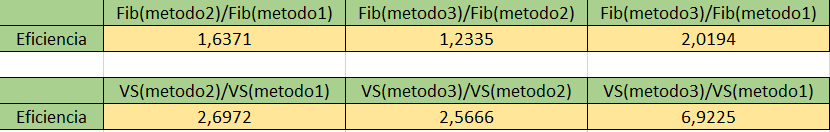 Fib(metodo2)/Fib(metodo1) Fib(metodo3)/Fib(metodo2) Fib(metodo3)/Fib(metodo1)
Eficiencia 1,6371 1,2335 2,0194
VS(metodo2)/VS(metodo1) VS(metodo3)/VS(metodo2) VS(metodo3)/VS(metodo1)
Eficiencia 2,6972 2,5666 6,9225